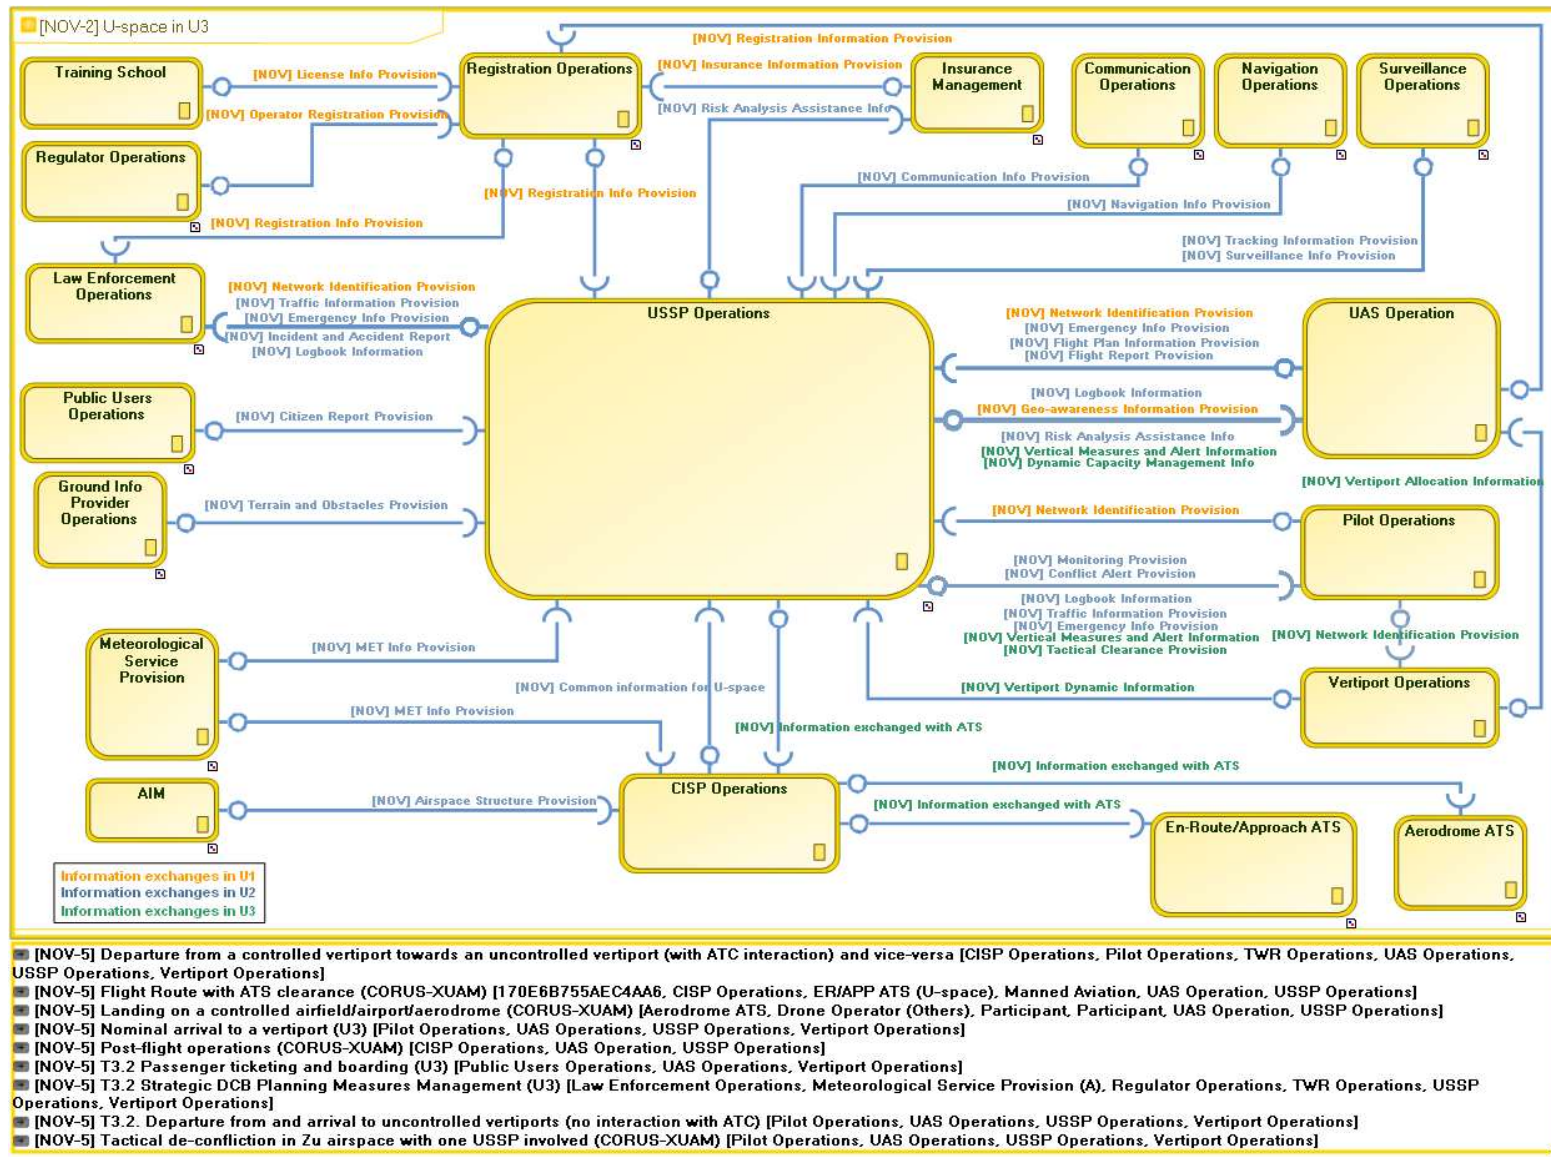 [NOV-2] U-space in U3
[NOV] Registration Information Provision
Training School
[NOV] License Info Provision
Registration Operations
[NOV] Insurance Information Provision
Insurance
Management
Communication
Operations
Navigation
Operations
Surveillance
Operations
[NOV] Operator Registration Provision
[NOV] Risk Analysis Assistance Info
Regulator Operations
[NOV] Communication Info Provision
[NOV] Registration Info Provision
[NOV] Navigation Info Provision
[NOV] Registration Info Provision
[NOV] Tracking Information Provision
[NOV] Surveillance Info Provision
Law Enforcement
Operations
[NOV] Network Identification Provision
[NOV] Traffic Information Provision
[NOV] Emergency Info Provision
[NOV] Incident and Accident Report
[NOV] Logbook Information
USSP Operations
[NOV] Network Identification Provision
[NOV] Emergency Info Provision
[NOV] Flight Plan Information Provision
[NOV] Flight Report Provision
UAS Operation
Public Users
Operations
[NOV] Citizen Report Provision
[NOV] Logbook Information
[NOV] Geo-awareness Information Provision
[NOV] Risk Analysis Assistance Info
[NOV] Vertical Measures and Alert Information
[NOV] Dynamic Capacity Management Info
[NOV] Vertiport Allocation Information
Ground Info
Provider
Operations
[NOV] Terrain and Obstacles Provision
[NOV] Network Identification Provision
Pilot Operations
[NOV] Monitoring Provision
[NOV] Conflict Alert Provision
[NOV] Logbook Information
[NOV] Traffic Information Provision
[NOV] Emergency Info Provision
[NOV] Vertical Measures and Alert Information
[NOV] Tactical Clearance Provision
[NOV] Network Identification Provision
Meteorological
Service
Provision
[NOV] MET Info Provision
[NOV] Common information for U-space
[NOV] Vertiport Dynamic Information
Vertiport Operations
[NOV] MET Info Provision
[NOV] Information exchanged with ATS
[NOV] Information exchanged with ATS
AIM
[NOV] Airspace Structure Provision
CISP Operations
[NOV] Information exchanged with ATS
En-Route/Approach ATS
Aerodrome ATS
Information exchanges in U1
Information exchanges in U2
Information exchanges in U3
[NOV-5] Departure from a controlled vertiport towards an uncontrolled vertiport (with ATC interaction) and vice-versa [CISP Operations, Pilot Operations, TWR Operations, UAS Operations,
USSP Operations, Vertiport Operations]
[NOV-5] Flight Route with ATS clearance (CORUS-XUAM) [170E6B755AEC4AA6, CISP Operations, ER/APP ATS (U-space), Manned Aviation, UAS Operation, USSP Operations]
[NOV-5] Landing on a controlled airfield/airport/aerodrome (CORUS-XUAM) [Aerodrome ATS, Drone Operator (Others), Participant, Participant, UAS Operation, USSP Operations]
[NOV-5] Nominal arrival to a vertiport (U3) [Pilot Operations, UAS Operations, USSP Operations, Vertiport Operations]
[NOV-5] Post-flight operations (CORUS-XUAM) [CISP Operations, UAS Operation, USSP Operations]
[NOV-5] T3.2 Passenger ticketing and boarding (U3) [Public Users Operations, UAS Operations, Vertiport Operations]
[NOV-5] T3.2 Strategic DCB Planning Measures Management (U3) [Law Enforcement Operations, Meteorological Service Provision (A), Regulator Operations, TWR Operations, USSP
Operations, Vertiport Operations]
[NOV-5] T3.2. Departure from and arrival to uncontrolled vertiports (no interaction with ATC) [Pilot Operations, UAS Operations, USSP Operations, Vertiport Operations]
[NOV-5] Tactical de-confliction in Zu airspace with one USSP involved (CORUS-XUAM) [Pilot Operations, UAS Operations, USSP Operations, Vertiport Operations]